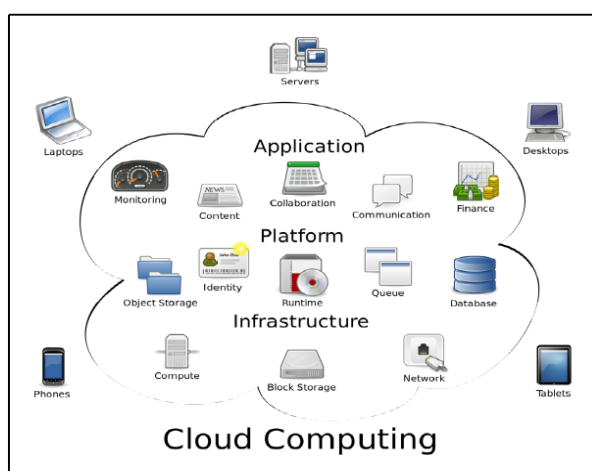 Servers
Laptops
Desktops
Application
Monitoring
NEWS
Content
Collaboration
Communication
Finance
Platform
Object Storage
Identity
Runtime
Queue
Database
Infrastructure
Compute
Block Storage
Network
Phones
Tablets
Cloud Computing